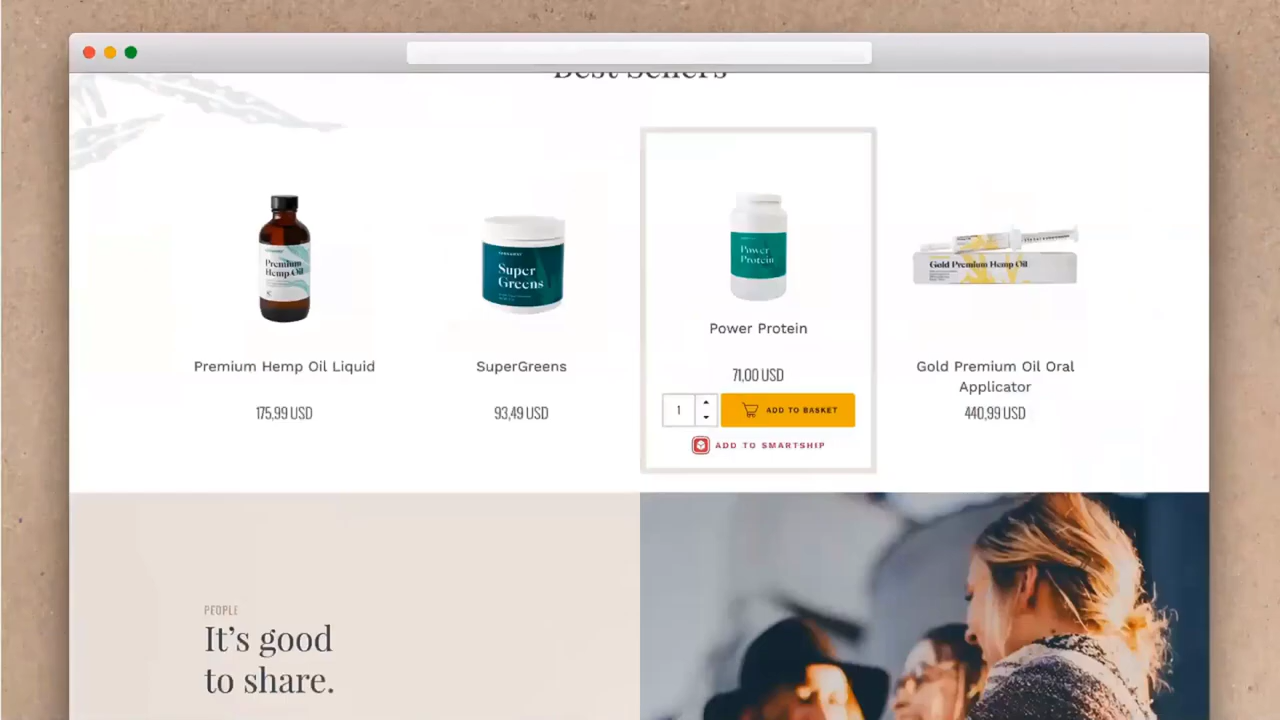 Best Sellers
Premium
Hemp Oil
Super
Greens
Power
Protein
Gold Premium Hemp Oil
Premium Hemp Oil Liquid
175,99 USD
SuperGreens
93,49 USD
Power Protein
71,00 USD
1
ADD TO BASKET
ADD TO SMARTSHIP
Gold Premium Oil Oral
Applicator
440,99 USD
PEOPLE
It's good
to share.